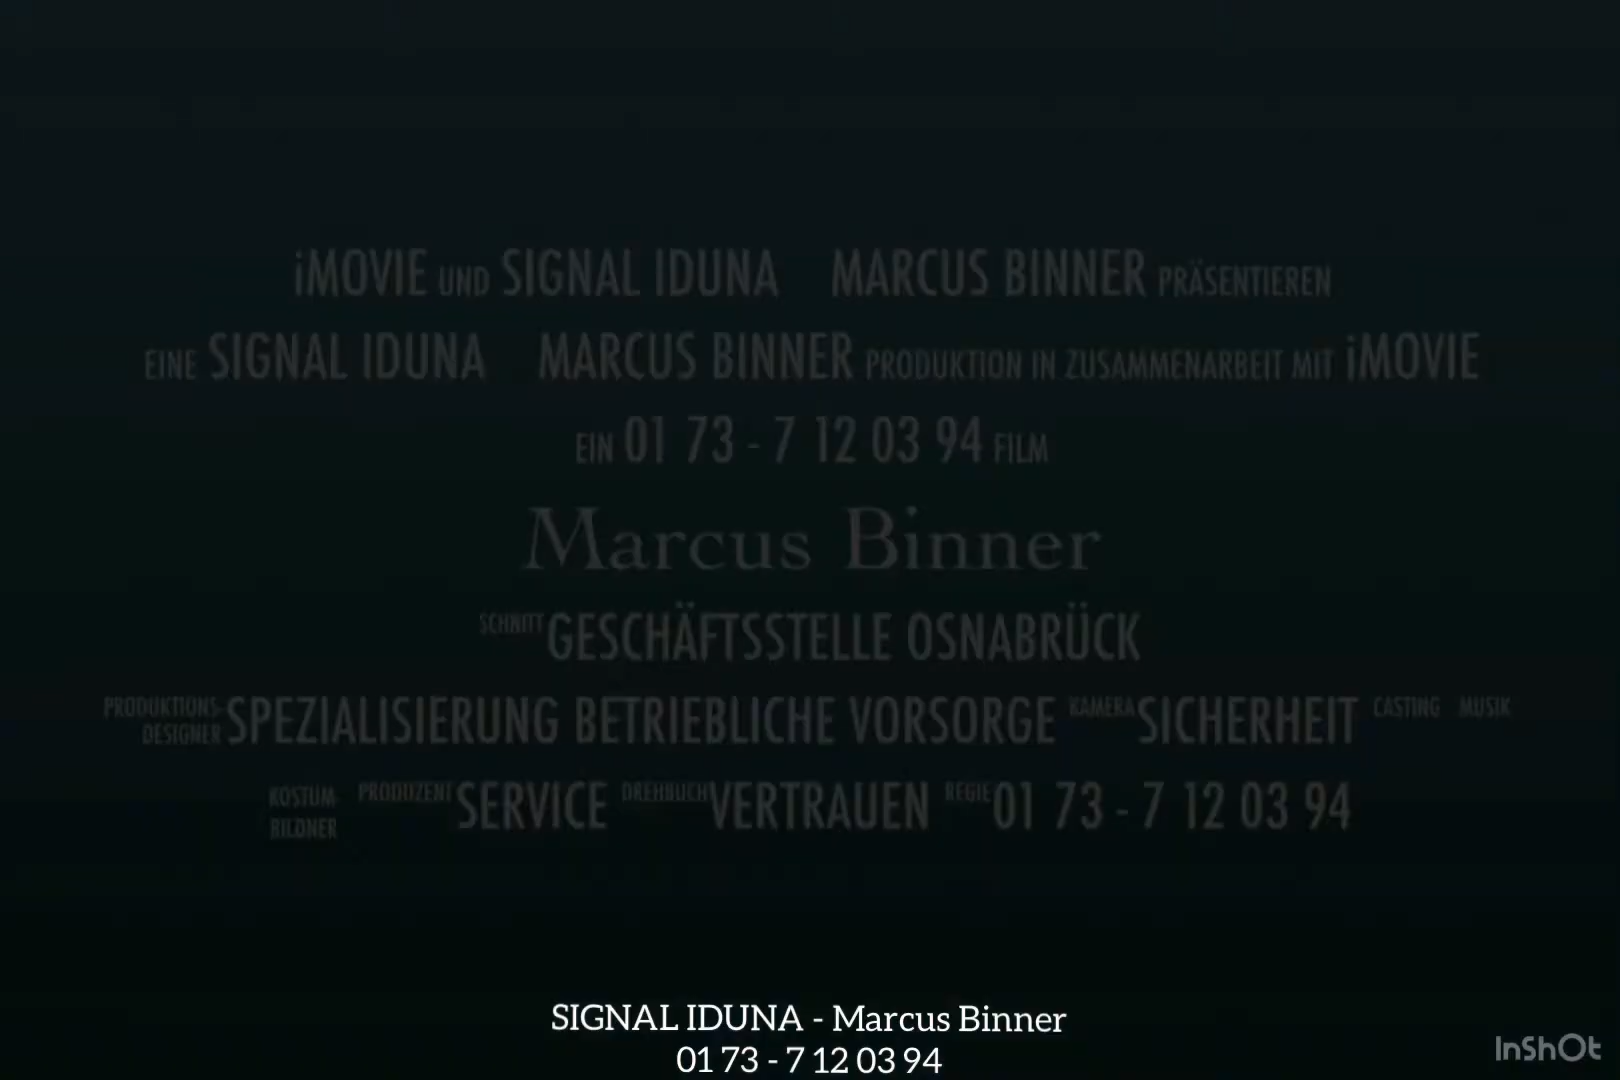 iMOVIE UND SIGNAL IDUNA MARCUS BINNER PRÄSENTIEREN
EINE SIGNAL IDUNA MARCUS BINNER PRODUKTION IN ZUSAMMENARBEIT MIT iMOVIE
EIN 01 73 - 7 12 03 94 FILM
Marcus Binner
SCHNITT GESCHÄFTSSTELLE OSNABRÜCK
PRODUKTIONS-DESIGNER SPEZIALISIERUNG BETRIEBLICHE VORSORGE KAMERA SICHERHEIT CASTING MUSIK
KOSTÜM-BILDNER PRODUZENT SERVICE DREHBUCH VERTRAUEN REGIE 01 73 - 7 12 03 94
SIGNAL IDUNA - Marcus Binner
01 73 - 7 12 03 94
InShOt